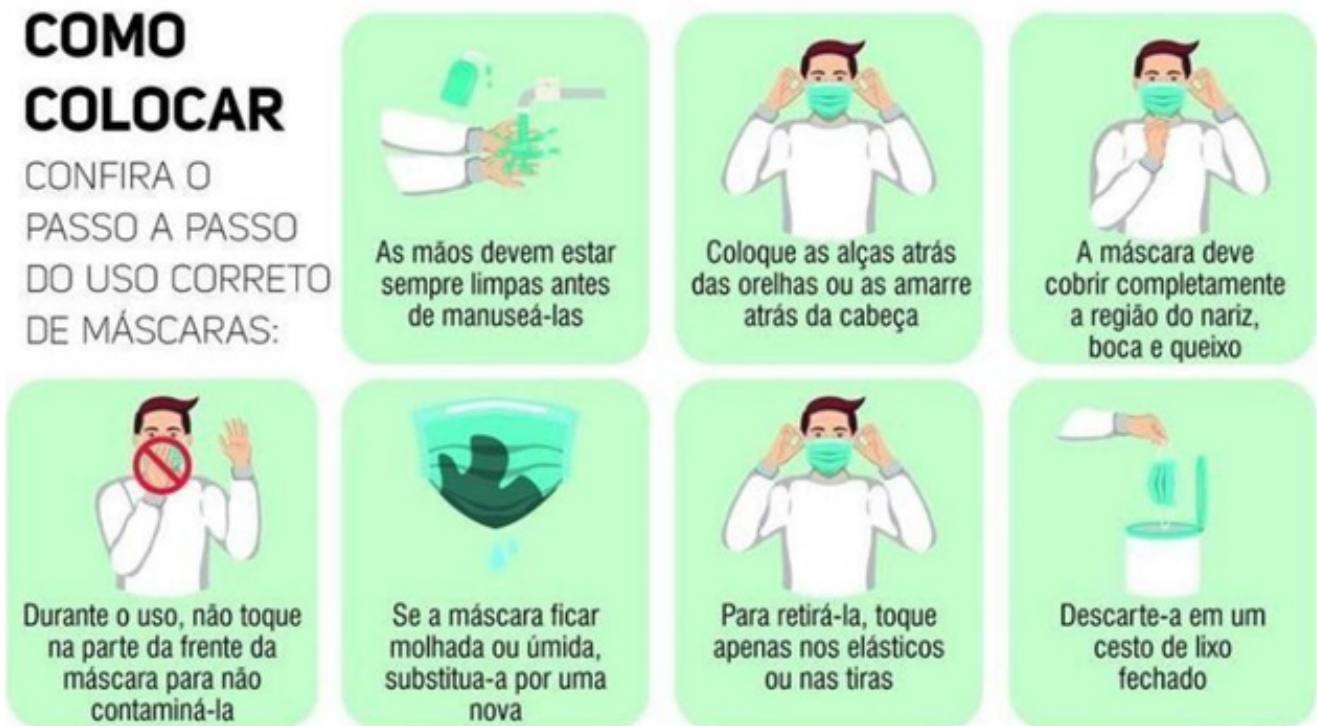 COMO
COLOCAR
CONFIRA O
PASSO A PASSO
DO USO CORRETO
DE MÁSCARAS:
As mãos devem estar
sempre limpas antes
de manuseá-las
Coloque as alças atrás
das orelhas ou as amarre
atrás da cabeça
A máscara deve
cobrir completamente
a região do nariz,
boca e queixo
Durante o uso, não toque
na parte da frente da
máscara para não
contaminá-la
Se a máscara ficar
molhada ou úmida,
substitua-a por uma
nova
Para retirá-la, toque
apenas nos elásticos
ou nas tiras
Descarte-a em um
cesto de lixo
fechado